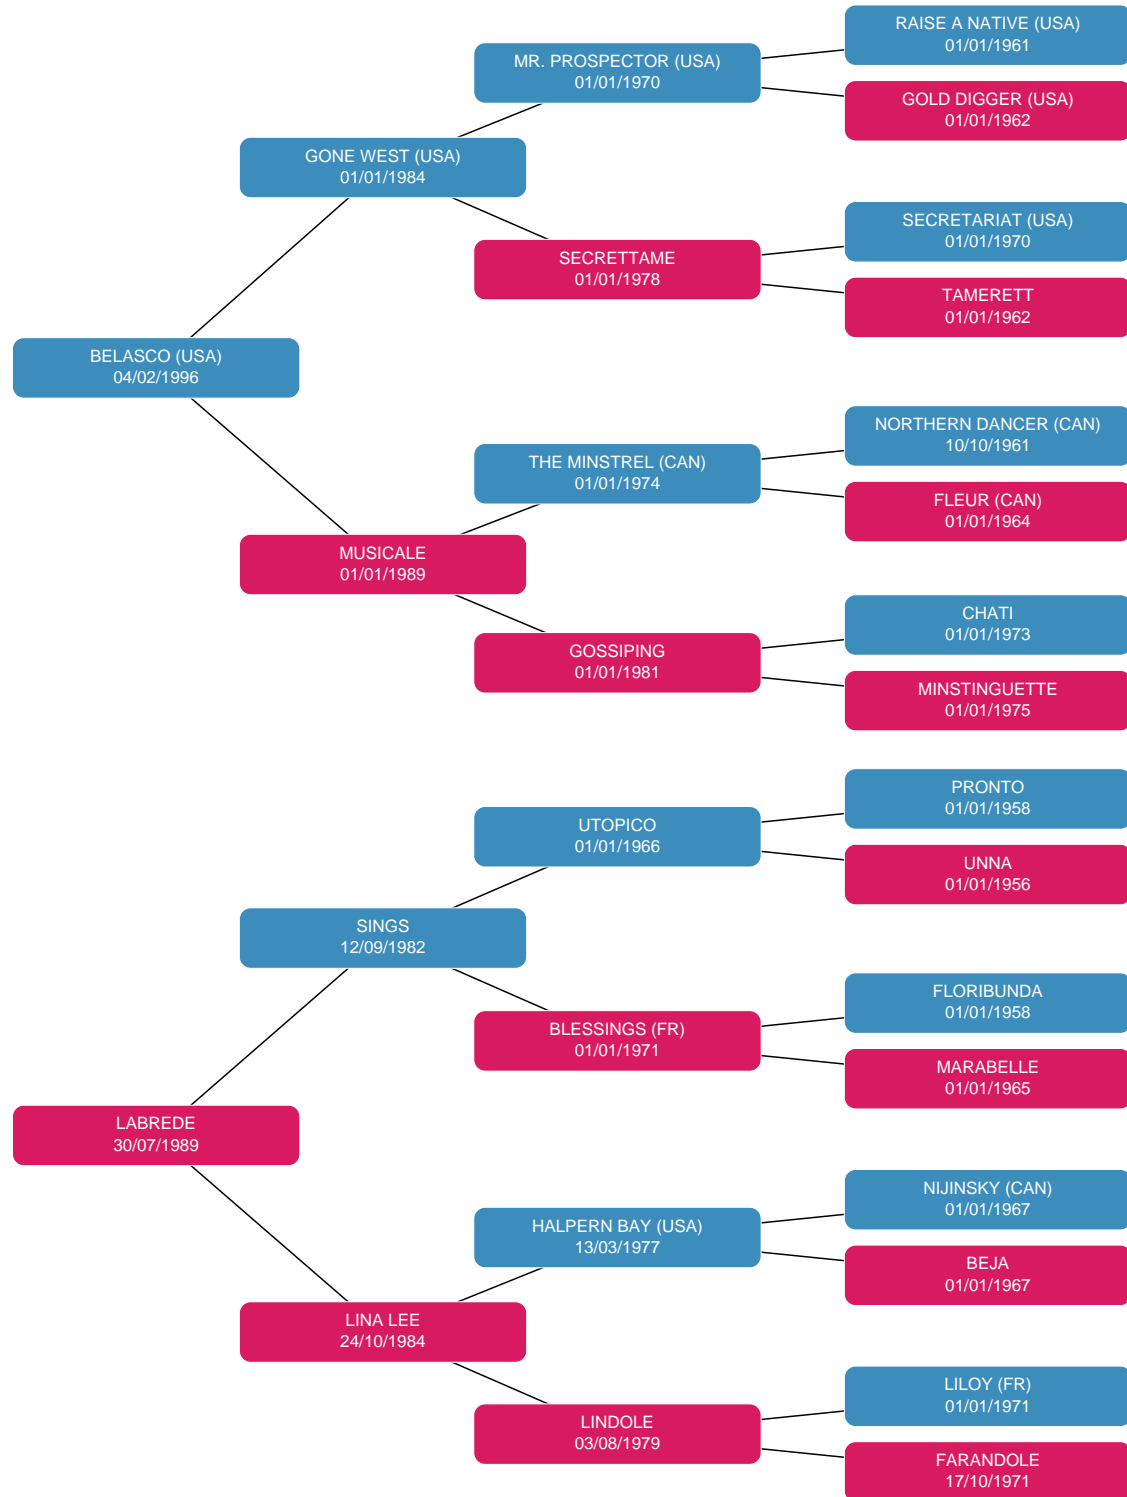 RAISE A NATIVE (USA)
01/01/1961
MR. PROSPECTOR (USA)
01/01/1970
GOLD DIGGER (USA)
01/01/1962
GONE WEST (USA)
01/01/1984
SECRETARIAT (USA)
01/01/1970
SECRETTAME
01/01/1978
TAMERETT
01/01/1962
BELASCO (USA)
04/02/1996
NORTHERN DANCER (CAN)
10/10/1961
THE MINSTREL (CAN)
01/01/1974
FLEUR (CAN)
01/01/1964
MUSICALE
01/01/1989
CHATI
01/01/1973
GOSSIPING
01/01/1981
MINSTINGUETTE
01/01/1975
PRONTO
01/01/1958
UTOPICO
01/01/1966
UNNA
01/01/1956
SINGS
12/09/1982
FLORIBUNDA
01/01/1958
BLESSINGS (FR)
01/01/1971
MARABELLE
01/01/1965
LABREDE
30/07/1989
NIJINSKY (CAN)
01/01/1967
HALPERN BAY (USA)
13/03/1977
BEJA
01/01/1967
LINA LEE
24/10/1984
LILOY (FR)
01/01/1971
LINDOLE
03/08/1979
FARANDOLE
17/10/1971